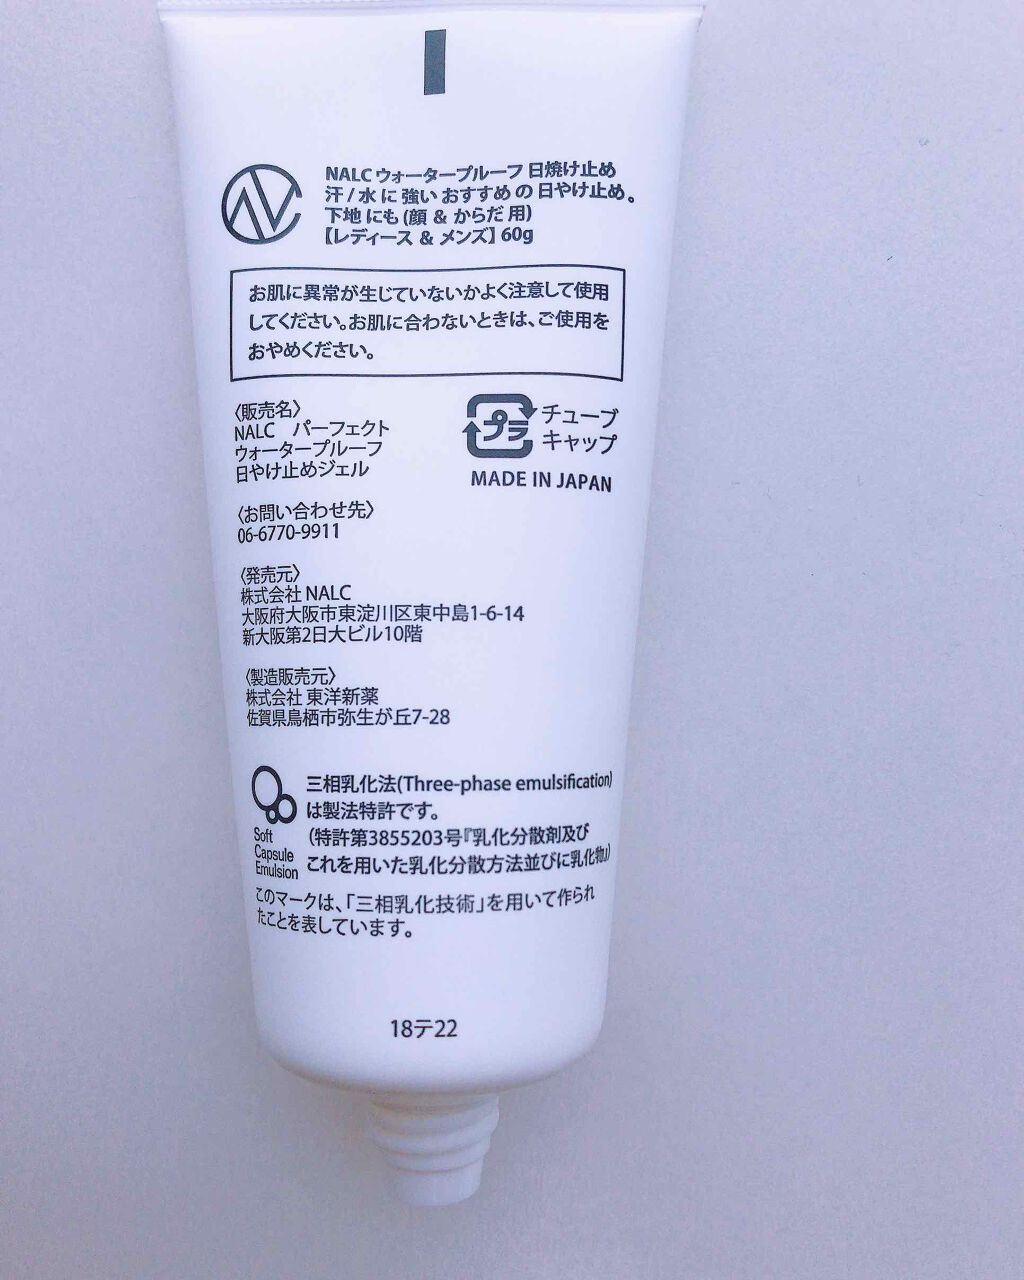 NALC ウォータープルーフ 日焼け止め
汗 / 水 に 強い おすすめ の 日やけ止め 。
下地 にも (顔 & からだ 用)
【レディース & メンズ】 60g
お肌に異常が生じていないかよく注意して使用
してください。お肌に合わないときは、ご使用を
おやめください。
〈販売名〉
NALC パーフェクト
ウォータープルーフ
日やけ止めジェル
プラ
チューブ
キャップ
MADE IN JAPAN
〈お問い合わせ先〉
06-6770-9911
〈発売元〉
株式会社 NALC
大阪府大阪市東淀川区東中島1-6-14
新大阪第2日大ビル10階
〈製造販売元〉
株式会社 東洋新薬
佐賀県鳥栖市弥生が丘7-28
Soft
Capsule
Emulsion
三相乳化法(Three-phase emulsification)
は製法特許です。
(特許第3855203号『乳化分散剤及び
これを用いた乳化分散方法並びに乳化物』)
このマークは、「三相乳化技術」を用いて作られ
たことを表しています。
18テ22